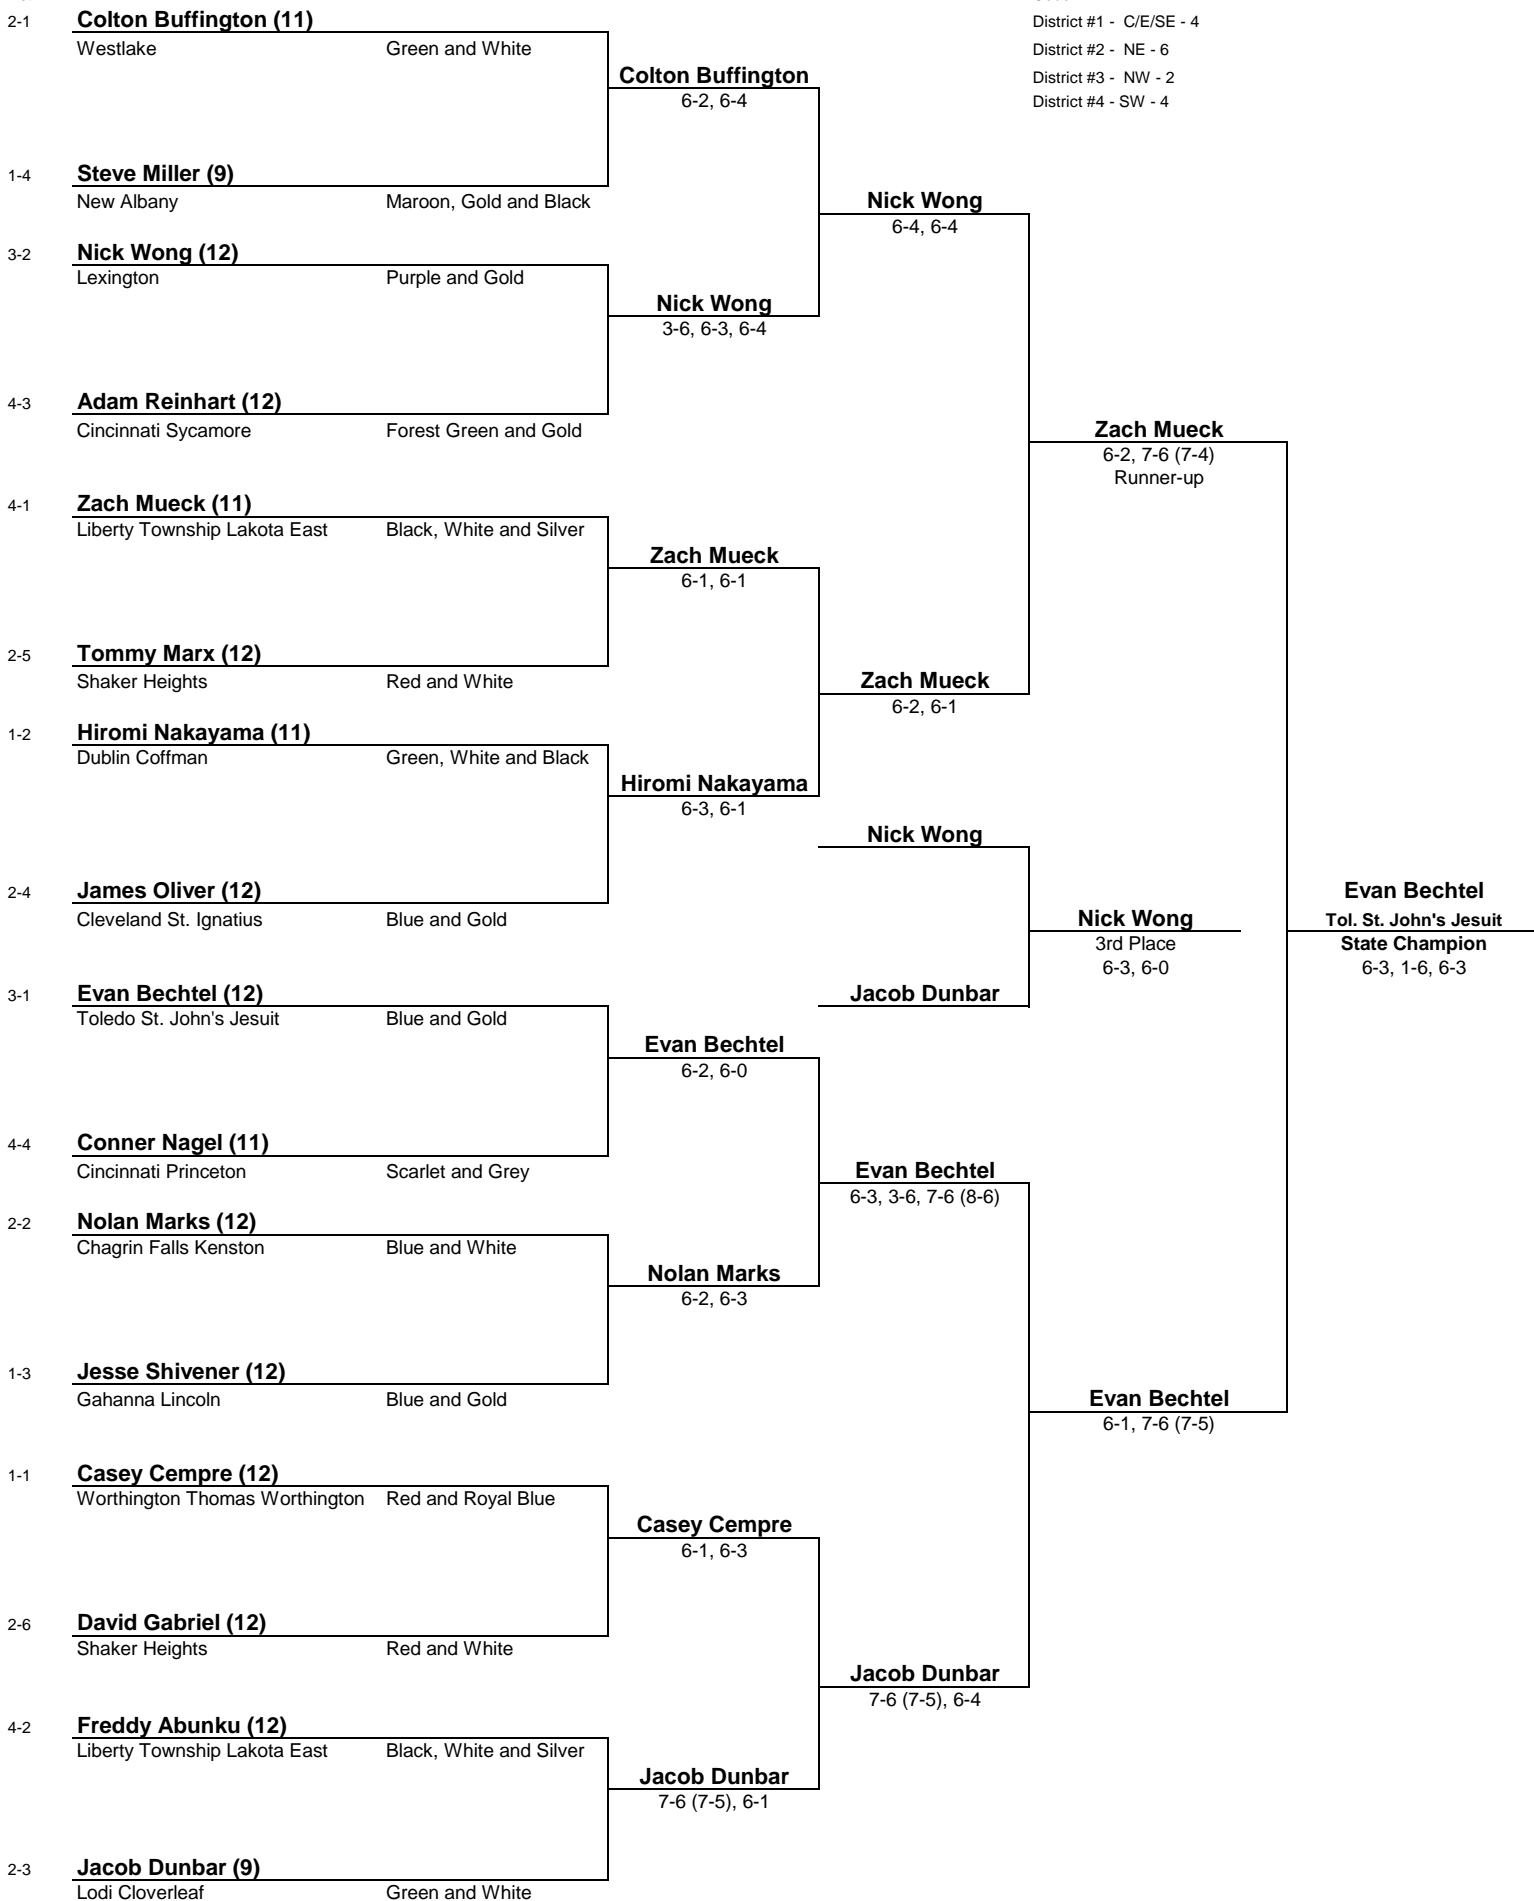 2-1 Colton Buffington (11)
Westlake Green and White
Colton Buffington
6-2, 6-4
1-4 Steve Miller (9)
New Albany Maroon, Gold and Black
Nick Wong
6-4, 6-4
3-2 Nick Wong (12)
Lexington Purple and Gold
Nick Wong
3-6, 6-3, 6-4
4-3 Adam Reinhart (12)
Cincinnati Sycamore Forest Green and Gold
Zach Mueck
6-2, 7-6 (7-4)
Runner-up
4-1 Zach Mueck (11)
Liberty Township Lakota East Black, White and Silver
Zach Mueck
6-1, 6-1
2-5 Tommy Marx (12)
Shaker Heights Red and White
Zach Mueck
6-2, 6-1
1-2 Hiromi Nakayama (11)
Dublin Coffman Green, White and Black
Hiromi Nakayama
6-3, 6-1
Nick Wong
2-4 James Oliver (12)
Cleveland St. Ignatius Blue and Gold
Nick Wong
3rd Place
6-3, 6-0
Evan Bechtel
Tol. St. John's Jesuit
State Champion
6-3, 1-6, 6-3
Jacob Dunbar
3-1 Evan Bechtel (12)
Toledo St. John's Jesuit Blue and Gold
Evan Bechtel
6-2, 6-0
4-4 Conner Nagel (11)
Cincinnati Princeton Scarlet and Grey
Evan Bechtel
6-3, 3-6, 7-6 (8-6)
2-2 Nolan Marks (12)
Chagrin Falls Kenston Blue and White
Nolan Marks
6-2, 6-3
1-3 Jesse Shivener (12)
Gahanna Lincoln Blue and Gold
Evan Bechtel
6-1, 7-6 (7-5)
1-1 Casey Cempre (12)
Worthington Thomas Worthington Red and Royal Blue
Casey Cempre
6-1, 6-3
2-6 David Gabriel (12)
Shaker Heights Red and White
Jacob Dunbar
7-6 (7-5), 6-4
4-2 Freddy Abunku (12)
Liberty Township Lakota East Black, White and Silver
Jacob Dunbar
7-6 (7-5), 6-1
2-3 Jacob Dunbar (9)
Lodi Cloverleaf Green and White
District #1 - C/E/SE - 4
District #2 - NE - 6
District #3 - NW - 2
District #4 - SW - 4